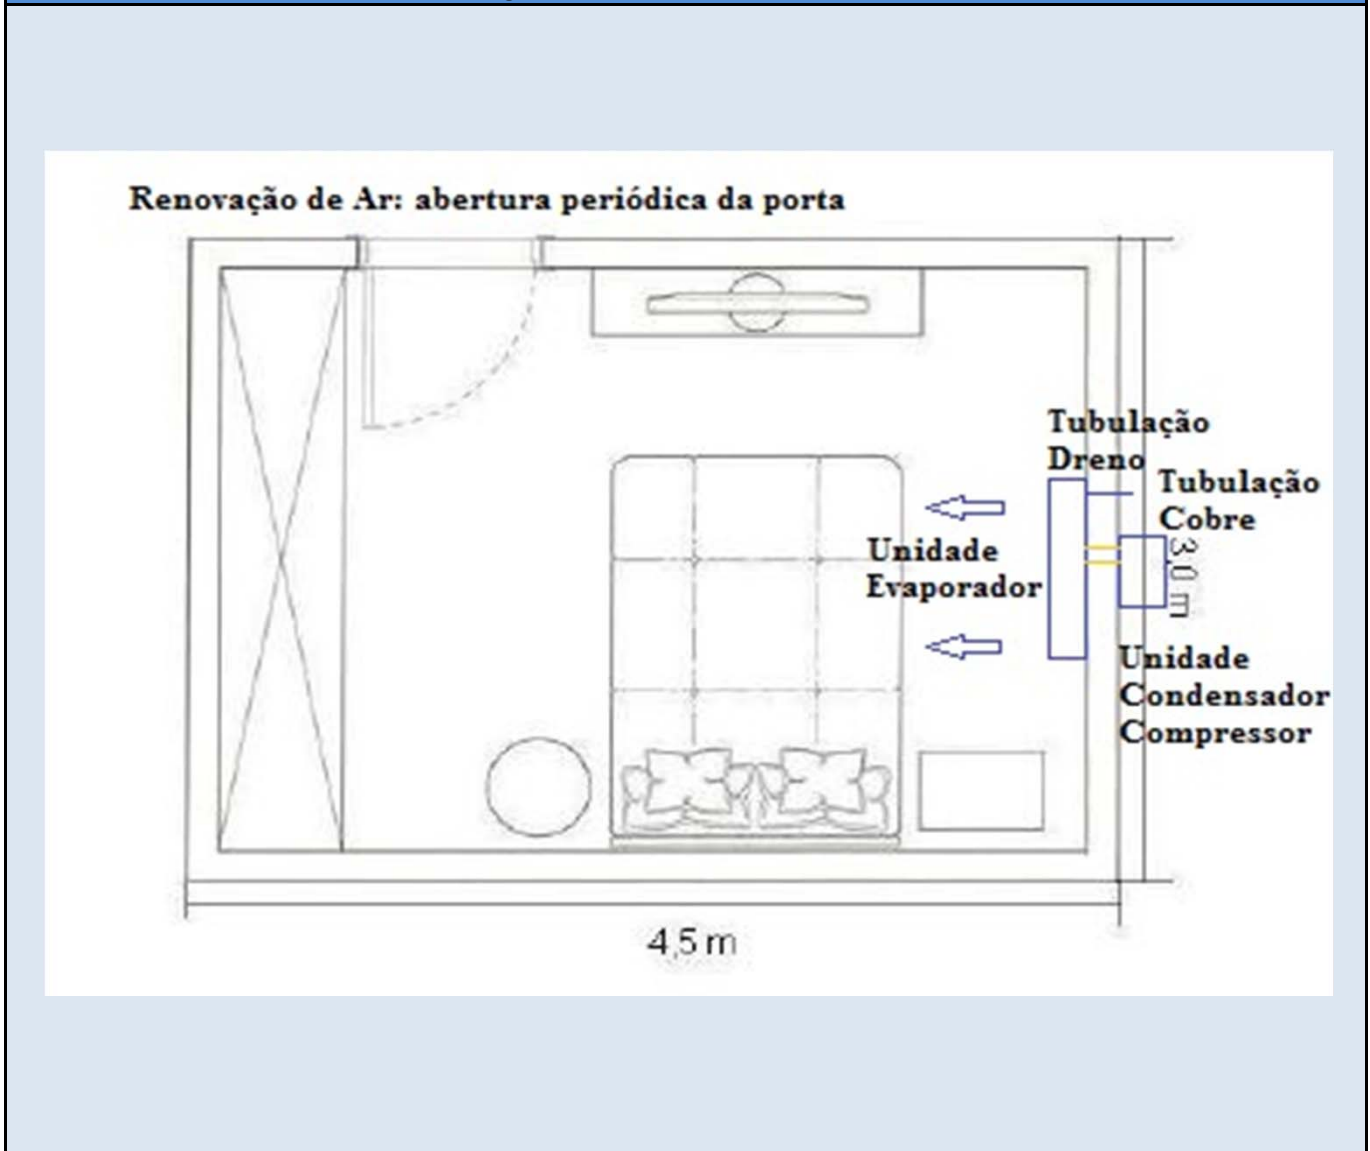 Renovação de Ar: abertura periódica da porta
Tubulação
Dreno
Tubulação
Cobre
3,0 m
Unidade
Evaporador
Unidade
Condensador
Compressor
4,5 m